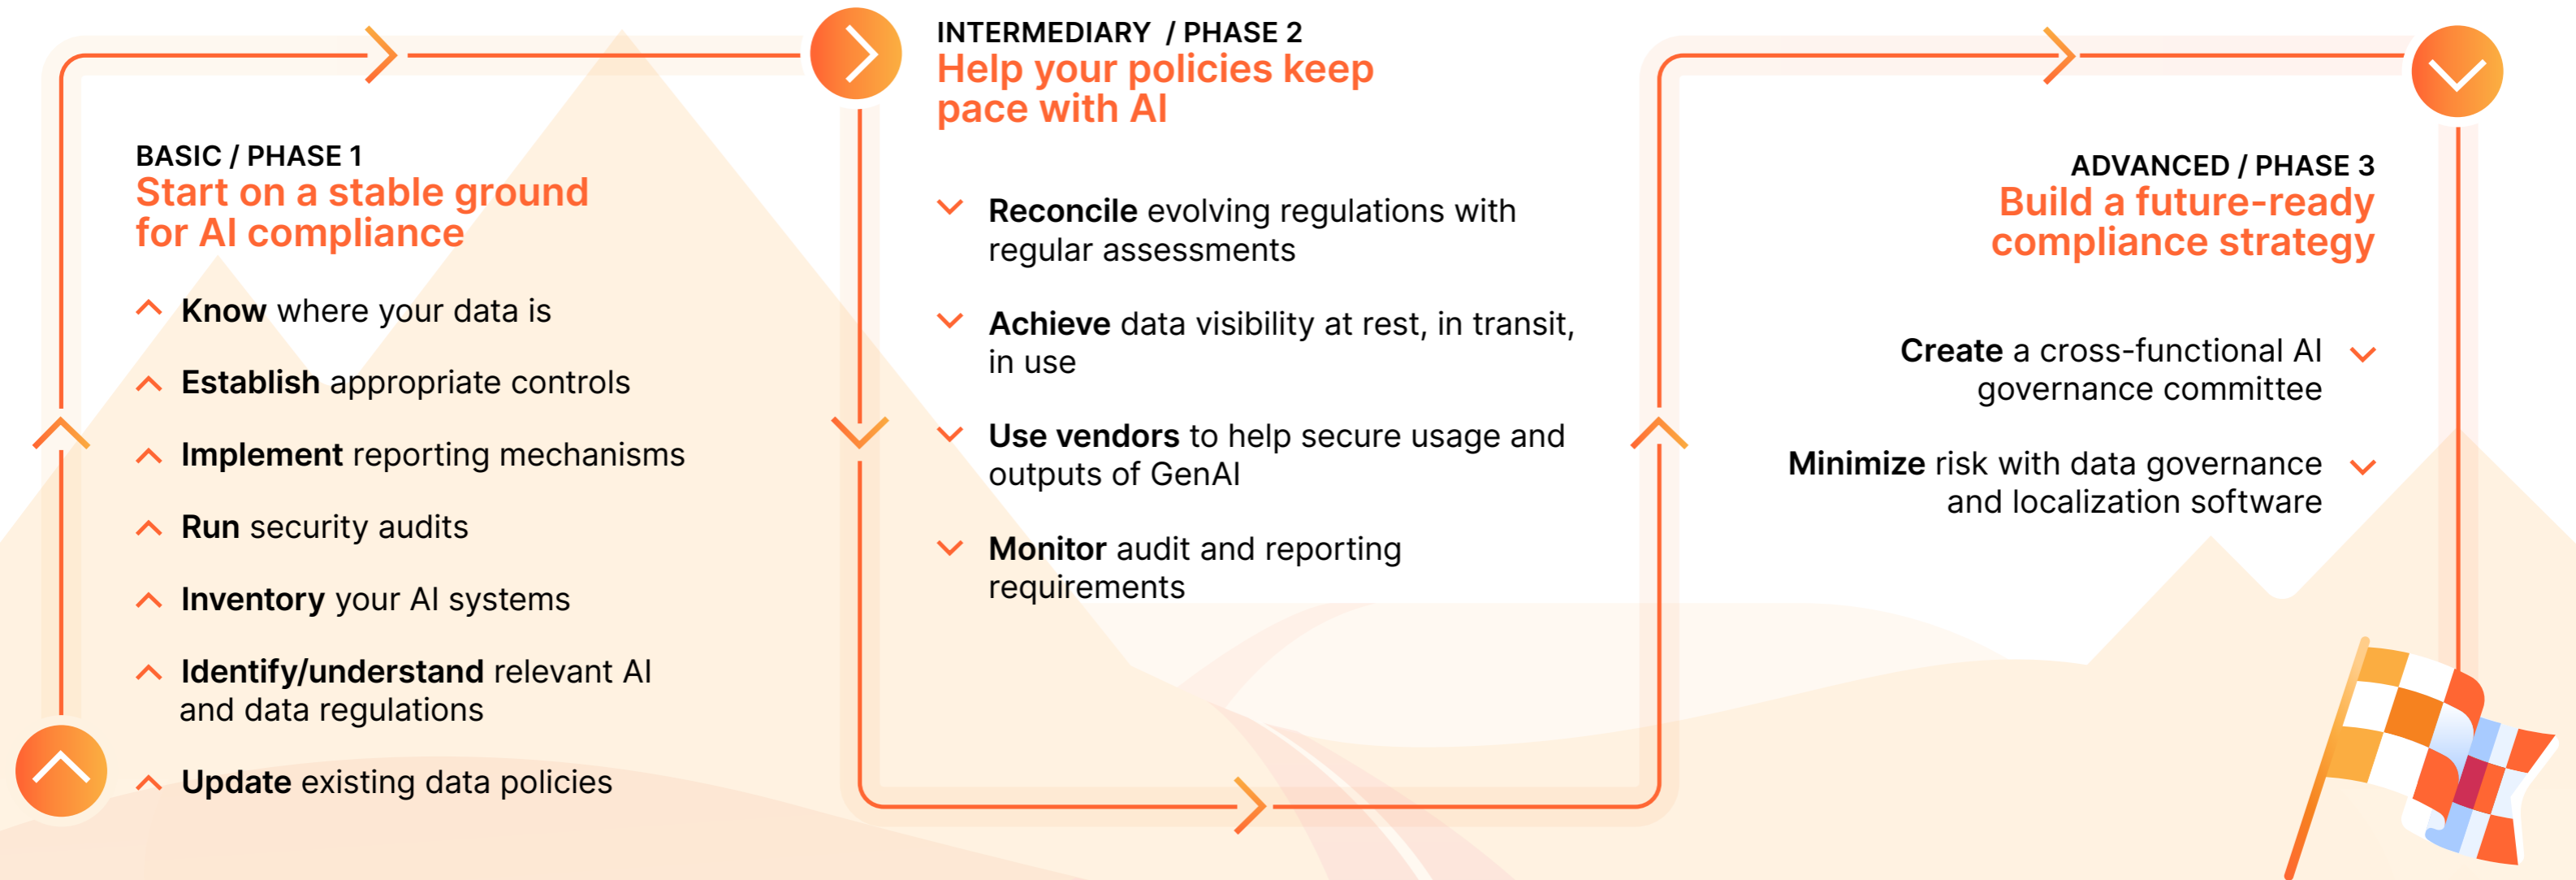 BASIC / PHASE 1
Start on a stable ground
for AI compliance
Know where your data is
Establish appropriate controls
Implement reporting mechanisms
Run security audits
Inventory your AI systems
Identify/understand relevant AI
and data regulations
Update existing data policies
INTERMEDIARY / PHASE 2
Help your policies keep
pace with AI
Reconcile evolving regulations with
regular assessments
Achieve data visibility at rest, in transit,
in use
Use vendors to help secure usage and
outputs of GenAI
Monitor audit and reporting
requirements
ADVANCED / PHASE 3
Build a future-ready
compliance strategy
Create a cross-functional AI
governance committee
Minimize risk with data governance
and localization software